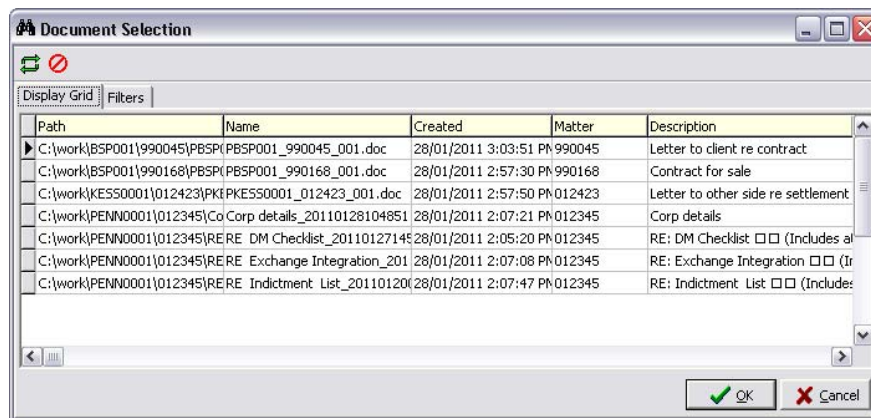 Document Selection
Display Grid Filters
Path Name Created Matter Description
C:\work\BSP001\990045\PBSP PBSP001_990045_001.doc 28/01/2011 3:03:51 PM 990045 Letter to client re contract
C:\work\BSP001\990168\PBSP PBSP001_990168_001.doc 28/01/2011 2:57:30 PM 990168 Contract for sale
C:\work\KESS0001\012423\PKE PKESS0001_012423_001.doc 28/01/2011 2:57:50 PM 012423 Letter to other side re settlement
C:\work\PENN0001\012345\Co Corp details_20110128104851 28/01/2011 2:07:21 PM 012345 Corp details
C:\work\PENN0001\012345\RE RE DM Checklist_2011012714 28/01/2011 2:05:20 PM 012345 RE: DM Checklist □□ (Includes
C:\work\PENN0001\012345\RE RE Exchange Integration_201 28/01/2011 2:07:08 PM 012345 RE: Exchange Integration □□
C:\work\PENN0001\012345\RE RE Indictment List_2011012 28/01/2011 2:07:47 PM 012345 RE: Indictment List □□ (Includes
OK Cancel